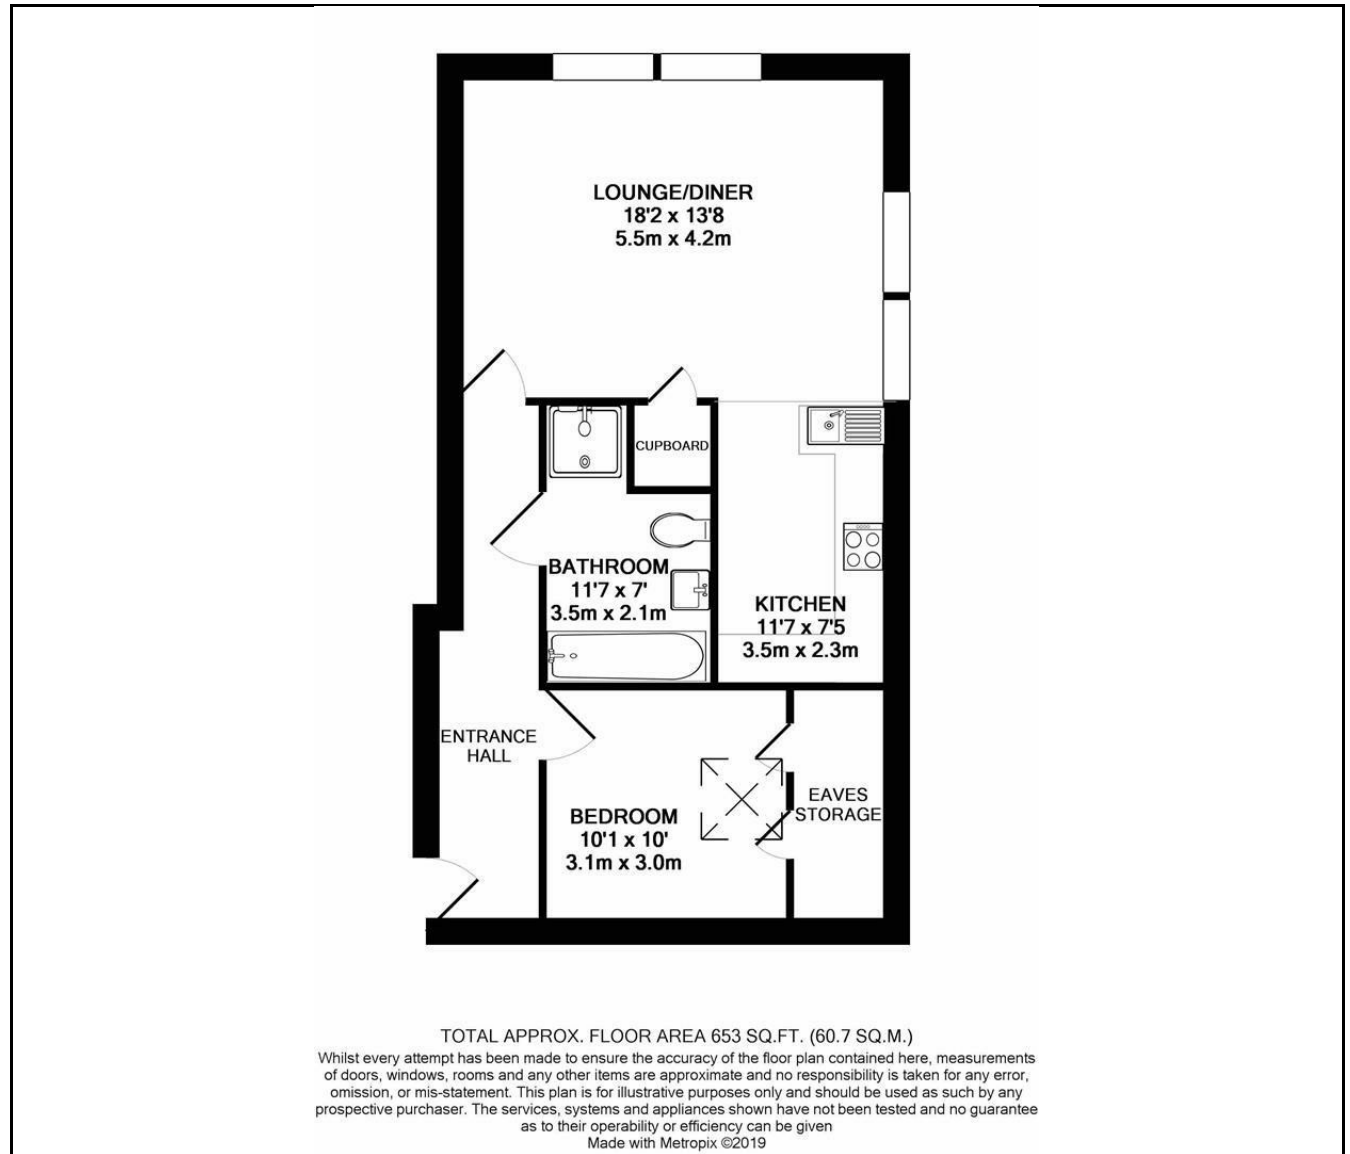 LOUNGE/DINER
18'2 x 13'8
5.5m x 4.2m
CUPBOARD
BATHROOM
11'7 x 7'
3.5m x 2.1m
KITCHEN
11'7 x 7'5
3.5m x 2.3m
ENTRANCE
HALL
BEDROOM
10'1 x 10'
3.1m x 3.0m
EAVES
STORAGE
TOTAL APPROX. FLOOR AREA 653 SQ.FT. (60.7 SQ.M.)
Whilst every attempt has been made to ensure the accuracy of the floor plan contained here, measurements
of doors, windows, rooms and any other items are approximate and no responsibility is taken for any error,
omission, or mis-statement. This plan is for illustrative purposes only and should be used as such by any
prospective purchaser. The services, systems and appliances shown have not been tested and no guarantee
as to their operability or efficiency can be given
Made with Metropix ©2019